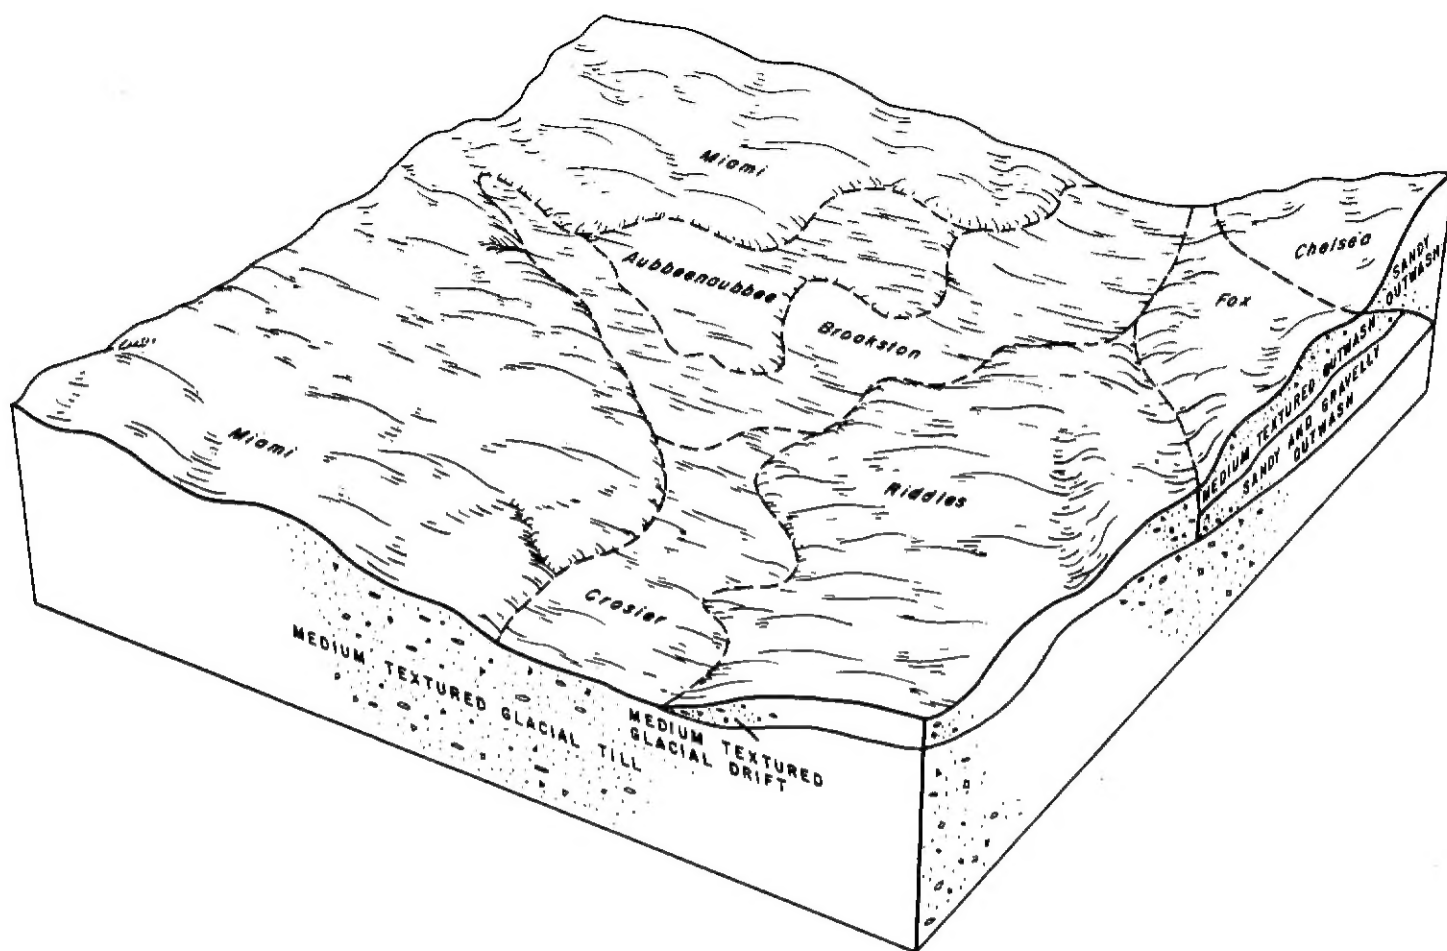 Miami
Chelsea
Aubbeenaubbee
Fox
Brookston
Miami
Riddles
Crosier
SANDY
OUTWASH
MEDIUM TEXTURED OUTWASH
SANDY AND GRAVELLY
OUTWASH
MEDIUM TEXTURED GLACIAL TILL
MEDIUM TEXTURED
GLACIAL DRIFT